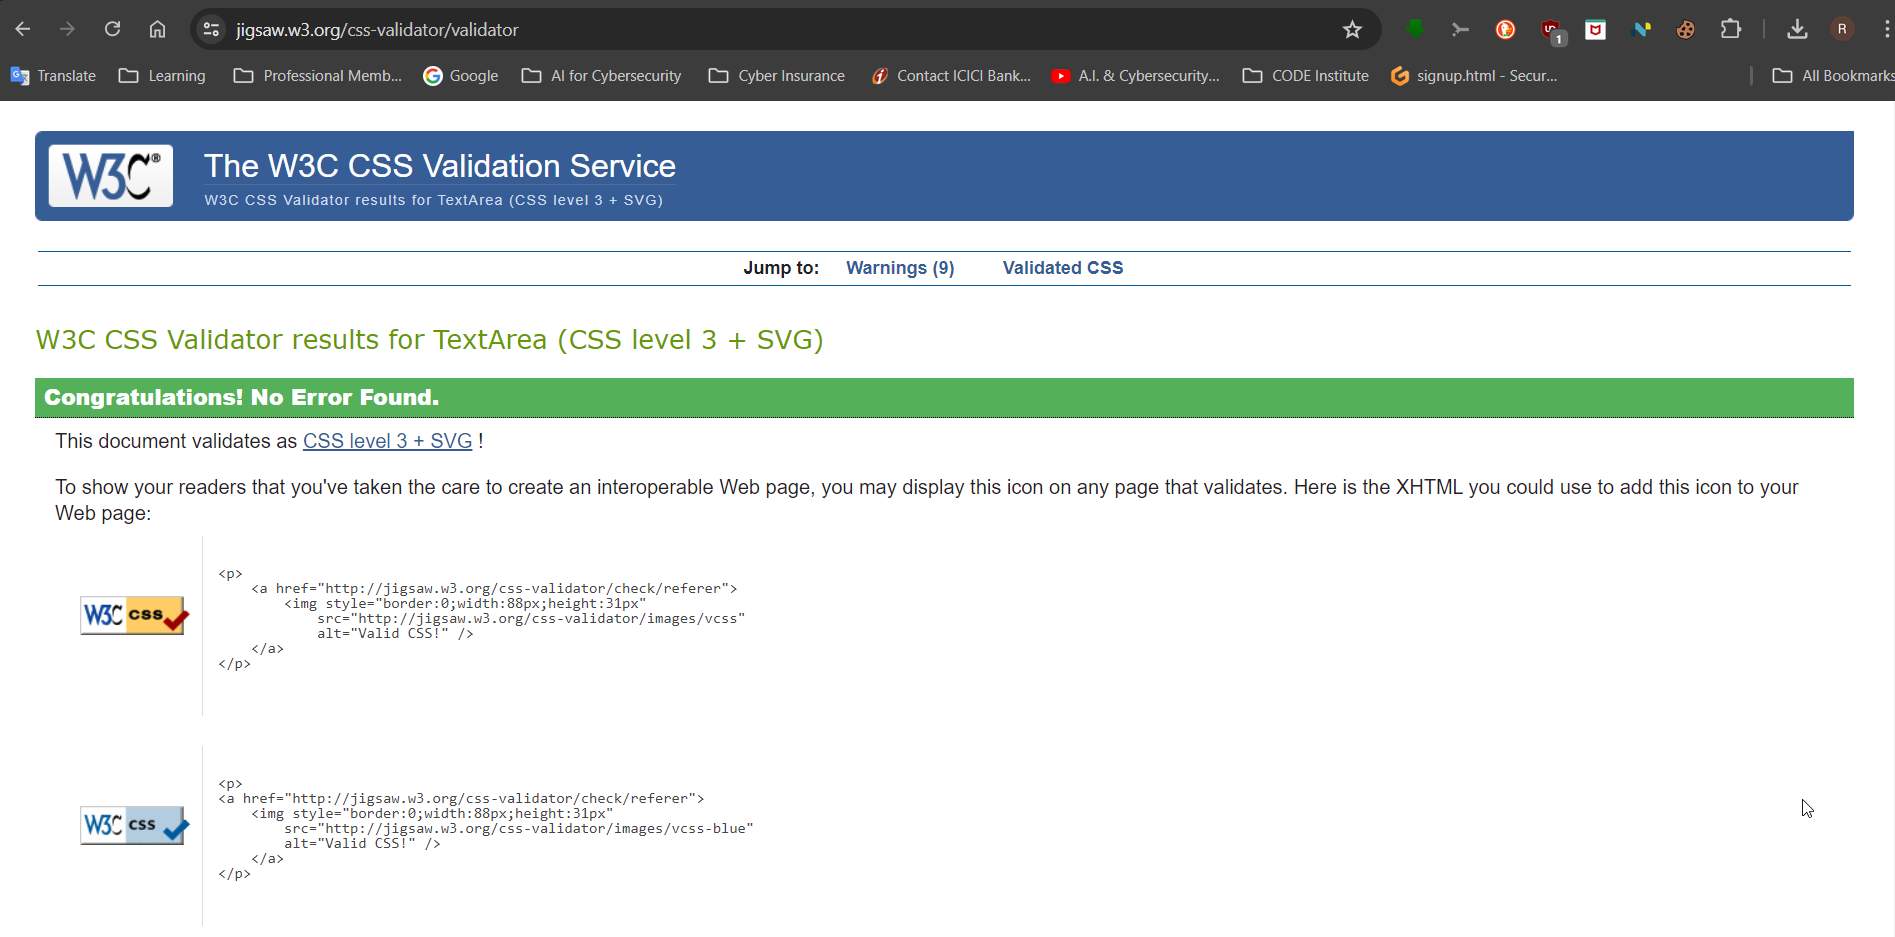 jigsaw.w3.org/css-validator/validator
1
R
Translate Learning Professional Memb... Google AI for Cybersecurity Cyber Insurance Contact ICICI Bank... A.I. & Cybersecurity... CODE Institute signup.html - Secur... All Bookmarks
W3C®
The W3C CSS Validation Service
W3C CSS Validator results for TextArea (CSS level 3 + SVG)
Jump to: Warnings (9) Validated CSS
W3C CSS Validator results for TextArea (CSS level 3 + SVG)
Congratulations! No Error Found.
This document validates as CSS level 3 + SVG !
To show your readers that you've taken the care to create an interoperable Web page, you may display this icon on any page that validates. Here is the XHTML you could use to add this icon to your
Web page:
W3C css
<p>
<a href="http://jigsaw.w3.org/css-validator/check/referer">
<img style="border:0;width:88px;height:31px"
src="http://jigsaw.w3.org/css-validator/images/vcss"
alt="Valid CSS!" />
</a>
</p>
W3C css
<p>
<a href="http://jigsaw.w3.org/css-validator/check/referer">
<img style="border:0;width:88px;height:31px"
src="http://jigsaw.w3.org/css-validator/images/vcss-blue"
alt="Valid CSS!" />
</a>
</p>